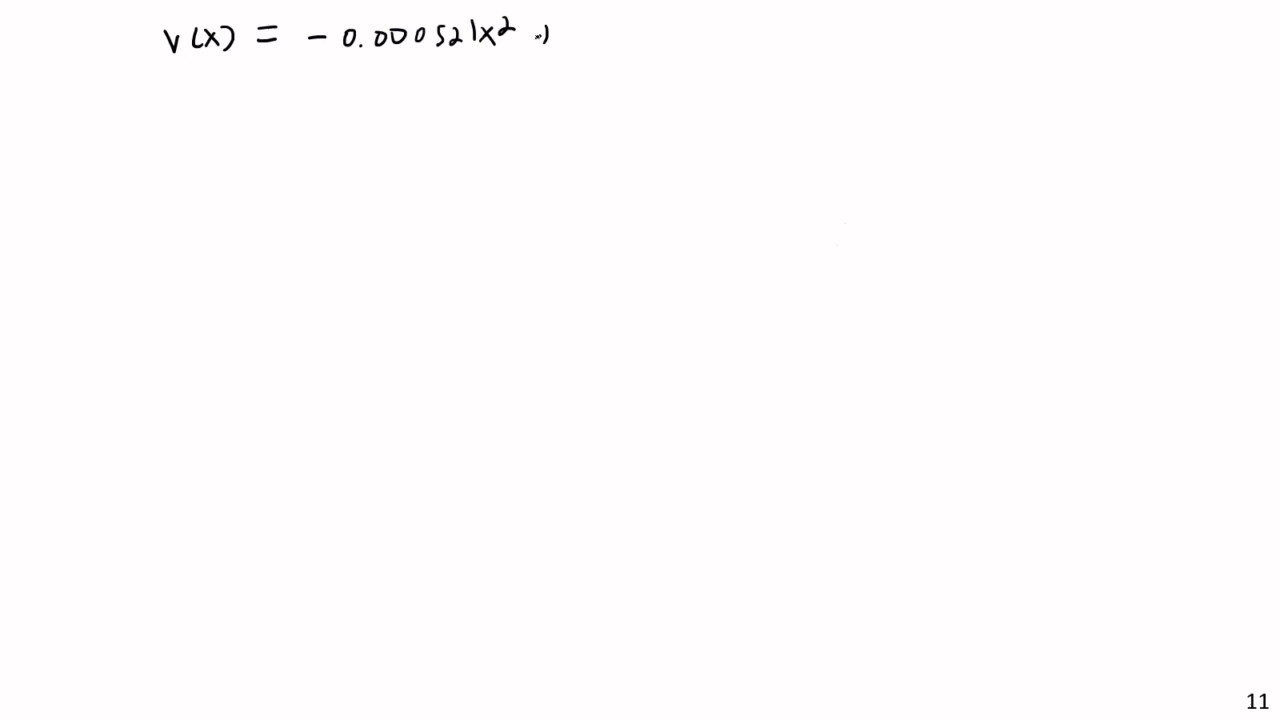 v(x) = - 0.000521x²
11